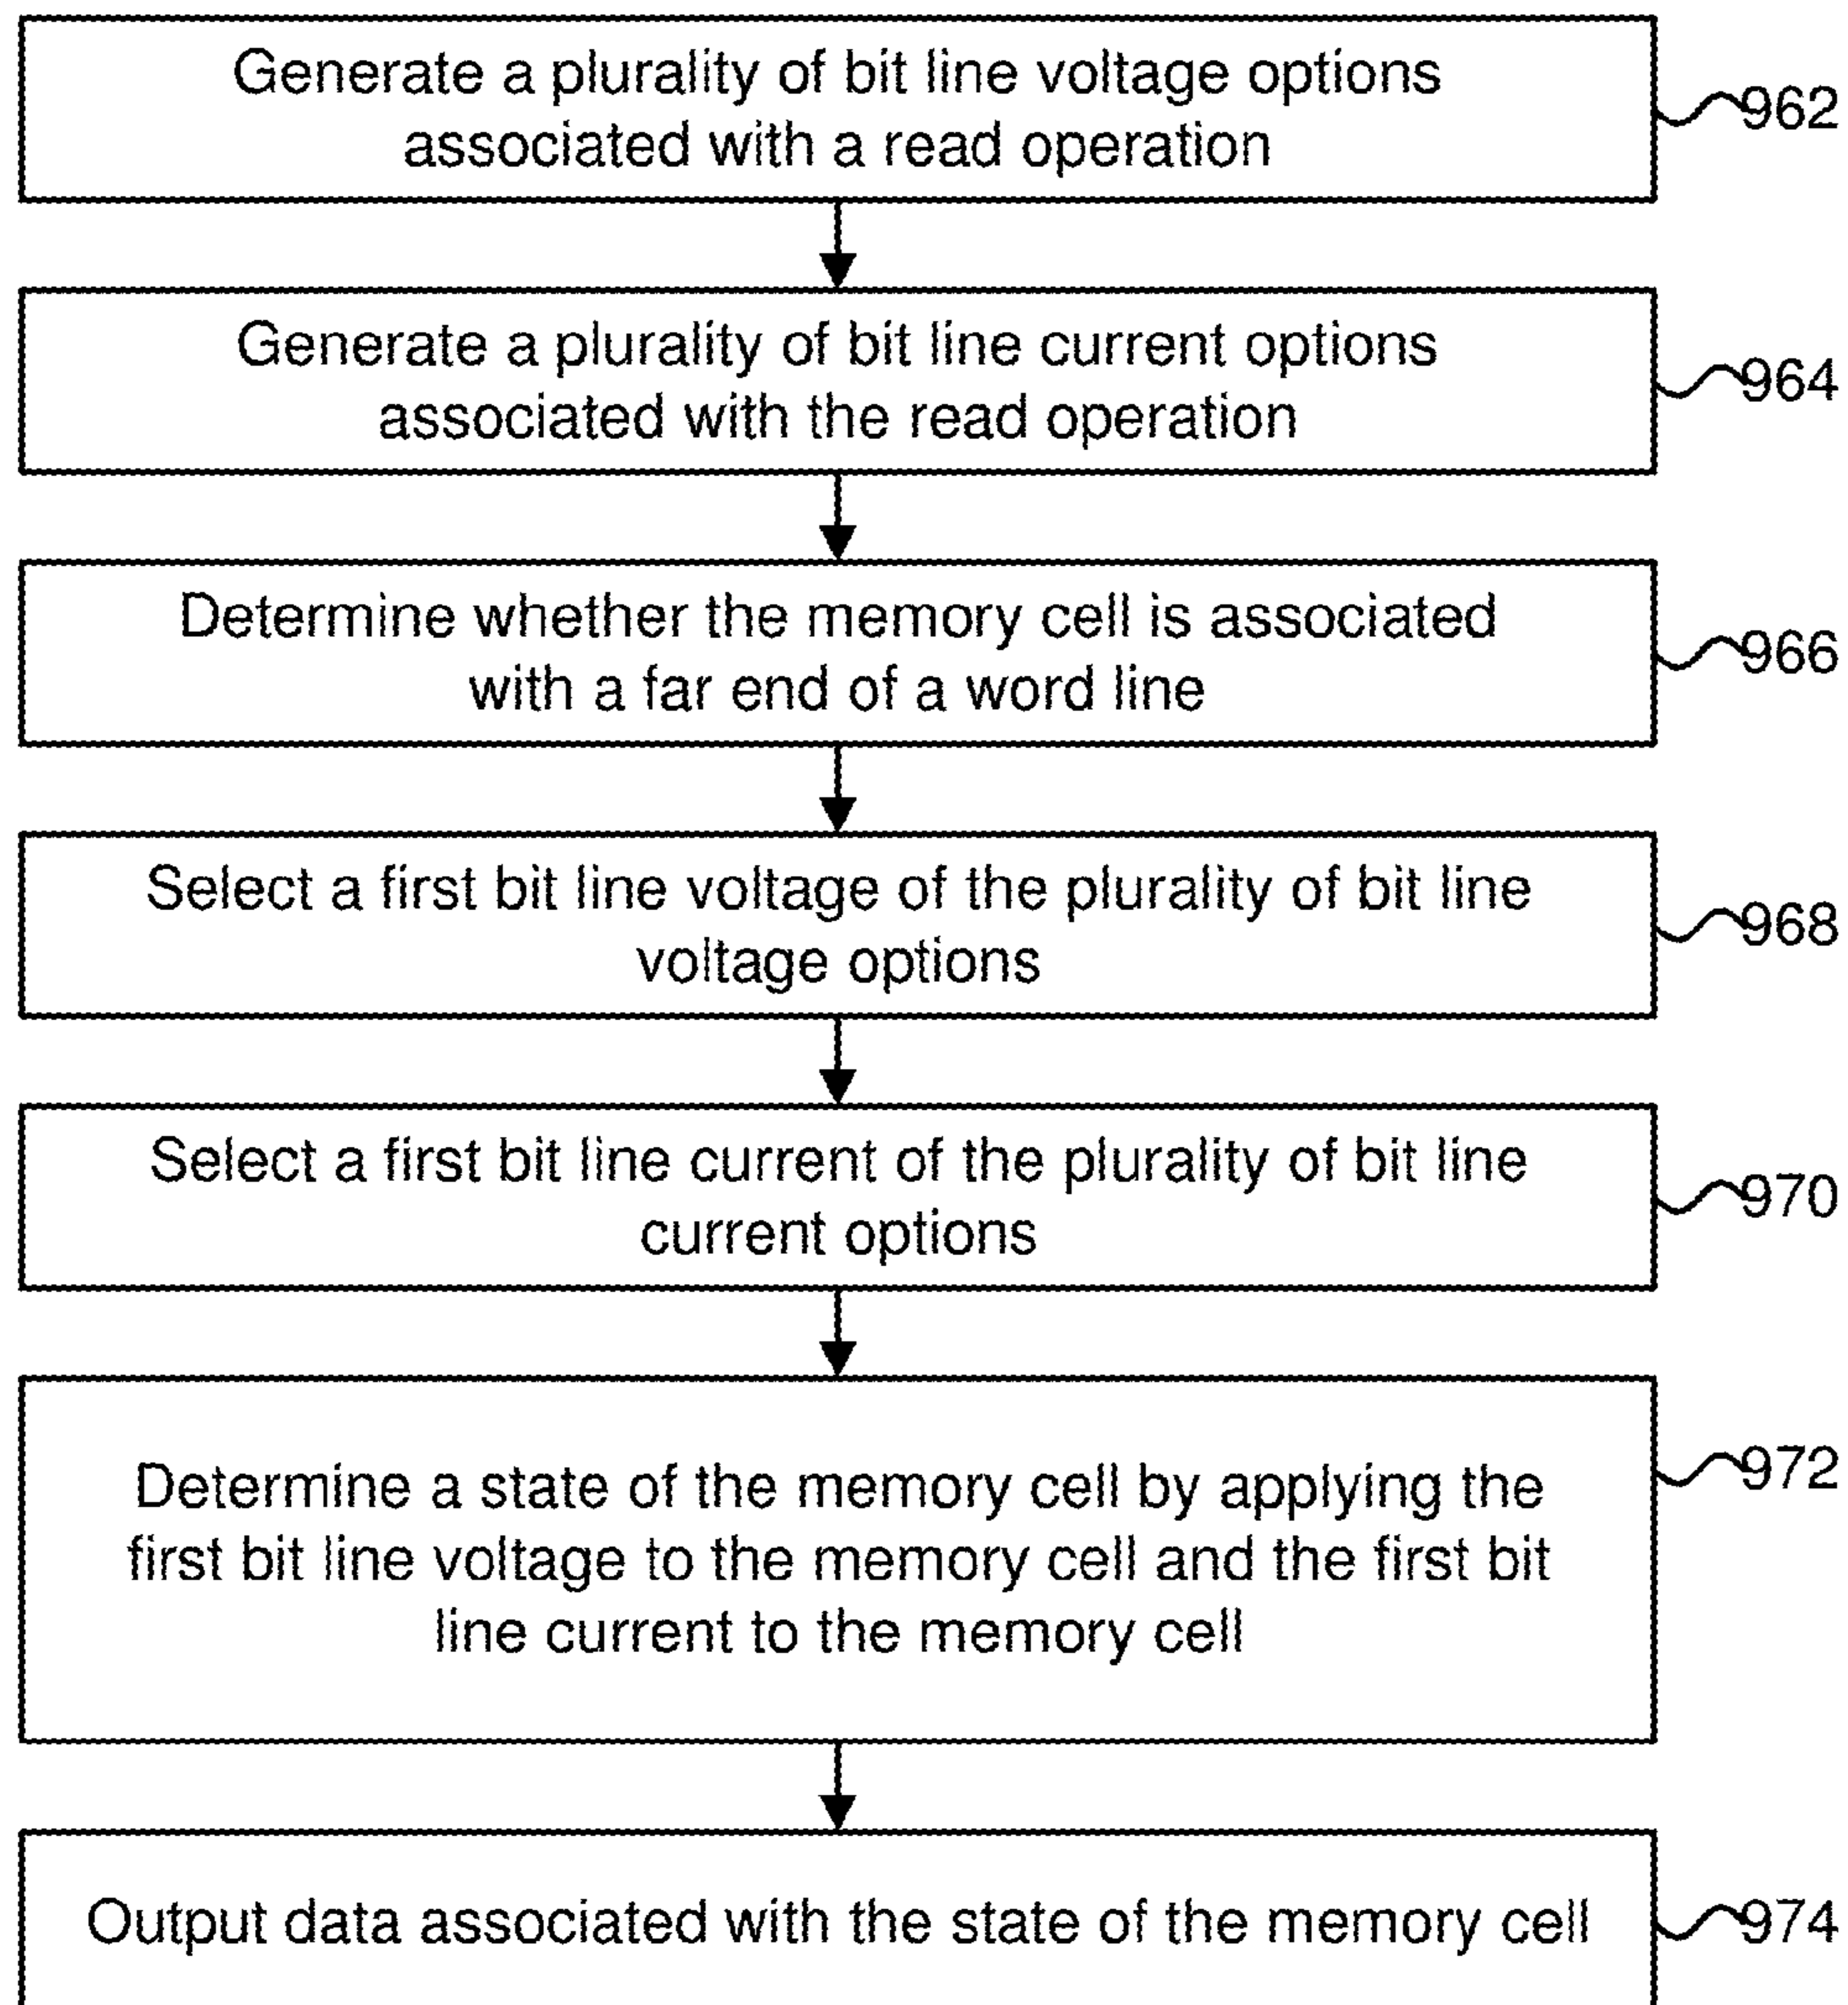 Generate a plurality of bit line voltage options
associated with a read operation
962
Generate a plurality of bit line current options
associated with the read operation
964
Determine whether the memory cell is associated
with a far end of a word line
966
Select a first bit line voltage of the plurality of bit line
voltage options
968
Select a first bit line current of the plurality of bit line
current options
970
Determine a state of the memory cell by applying the
first bit line voltage to the memory cell and the first bit
line current to the memory cell
972
Output data associated with the state of the memory cell
974